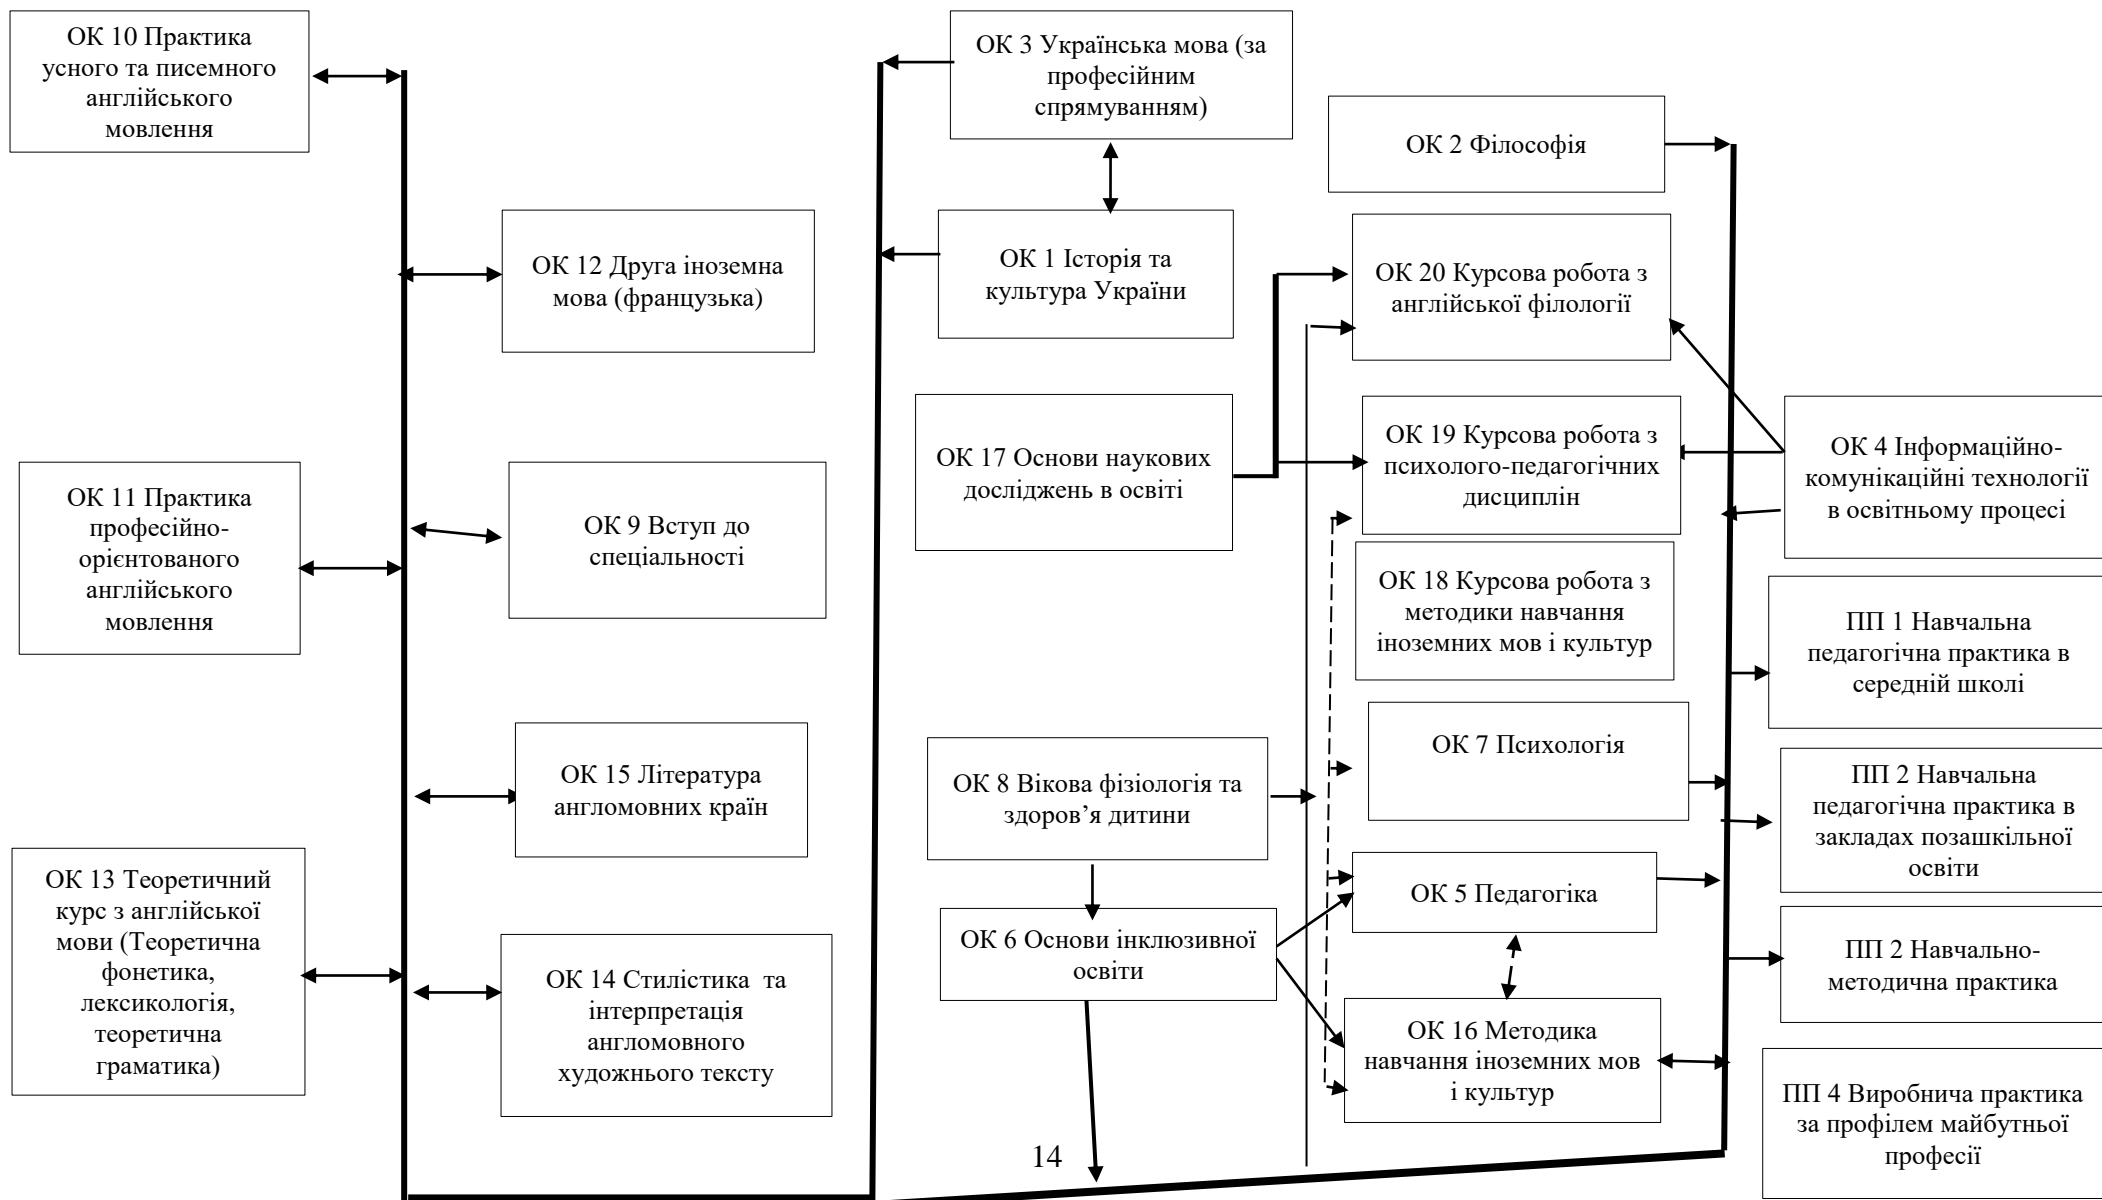 ОК 10 Практика
усного та писемного
англійського
мовлення
ОК 11 Практика
професійно-
орієнтованого
англійського
мовлення
ОК 13 Теоретичний
курс з англійської
мови (Теоретична
фонетика,
лексикологія,
теоретична
граматика)
ОК 12 Друга іноземна
мова (французька)
ОК 9 Вступ до
спеціальності
ОК 15 Література
англомовних країн
ОК 14 Стилістика та
інтерпретація
англомовного
художнього тексту
ОК 3 Українська мова (за
професійним
спрямуванням)
ОК 1 Історія та
культура України
ОК 17 Основи наукових
досліджень в освіті
ОК 8 Вікова фізіологія та
здоров’я дитини
ОК 6 Основи інклюзивної
освіти
ОК 2 Філософія
ОК 20 Курсова робота з
англійської філології
ОК 19 Курсова робота з
психолого-педагогічних
дисциплін
ОК 18 Курсова робота з
методики навчання
іноземних мов і культур
ОК 7 Психологія
ОК 5 Педагогіка
ОК 16 Методика
навчання іноземних мов
і культур
ОК 4 Інформаційно-
комунікаційні технології
в освітньому процесі
ПП 1 Навчальна
педагогічна практика в
середній школі
ПП 2 Навчальна
педагогічна практика в
закладах позашкільної
освіти
ПП 2 Навчально-
методична практика
ПП 4 Виробнича практика
за профілем майбутньої
професії
14